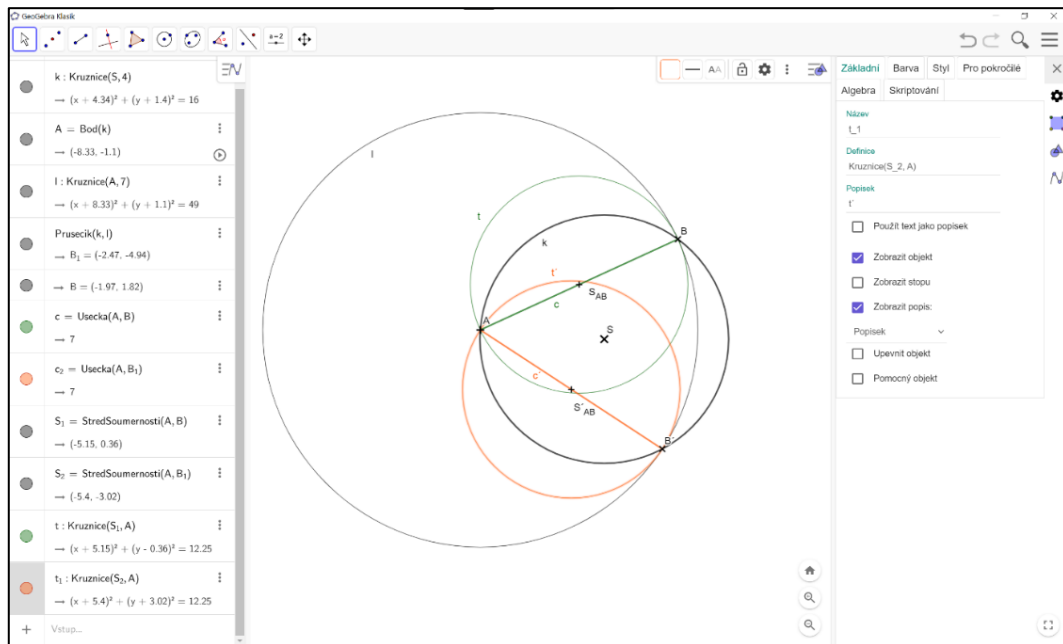 GeoGebra Klasik
a=2
k : Kruznice(S, 4)
→ (x + 4.34)² + (y + 1.4)² = 16
A = Bod(k)
→ (-8.33, -1.1)
l : Kruznice(A, 7)
→ (x + 8.33)² + (y + 1.1)² = 49
Prusecik(k, l)
→ B₁ = (-2.47, -4.94)
→ B = (-1.97, 1.82)
c = Usecka(A, B)
→ 7
c₂ = Usecka(A, B₁)
→ 7
S₁ = StredSoumernosti(A, B)
→ (-5.15, 0.36)
S₂ = StredSoumernosti(A, B₁)
→ (-5.4, -3.02)
t : Kruznice(S₁, A)
→ (x + 5.15)² + (y - 0.36)² = 12.25
t₁ : Kruznice(S₂, A)
→ (x + 5.4)² + (y + 3.02)² = 12.25
+ Vstup...
AA
l
t
k
B
t´
S_AB
c
A
S
c´
S´_AB
B´
Základní Barva Styl Pro pokročilé
Algebra Skriptování
Název
t_1
Definice
Kruznice(S_2, A)
Popisek
t´
Použít text jako popisek
Zobrazit objekt
Zobrazit stopu
Zobrazit popis:
Popisek
Upevnit objekt
Pomocný objekt